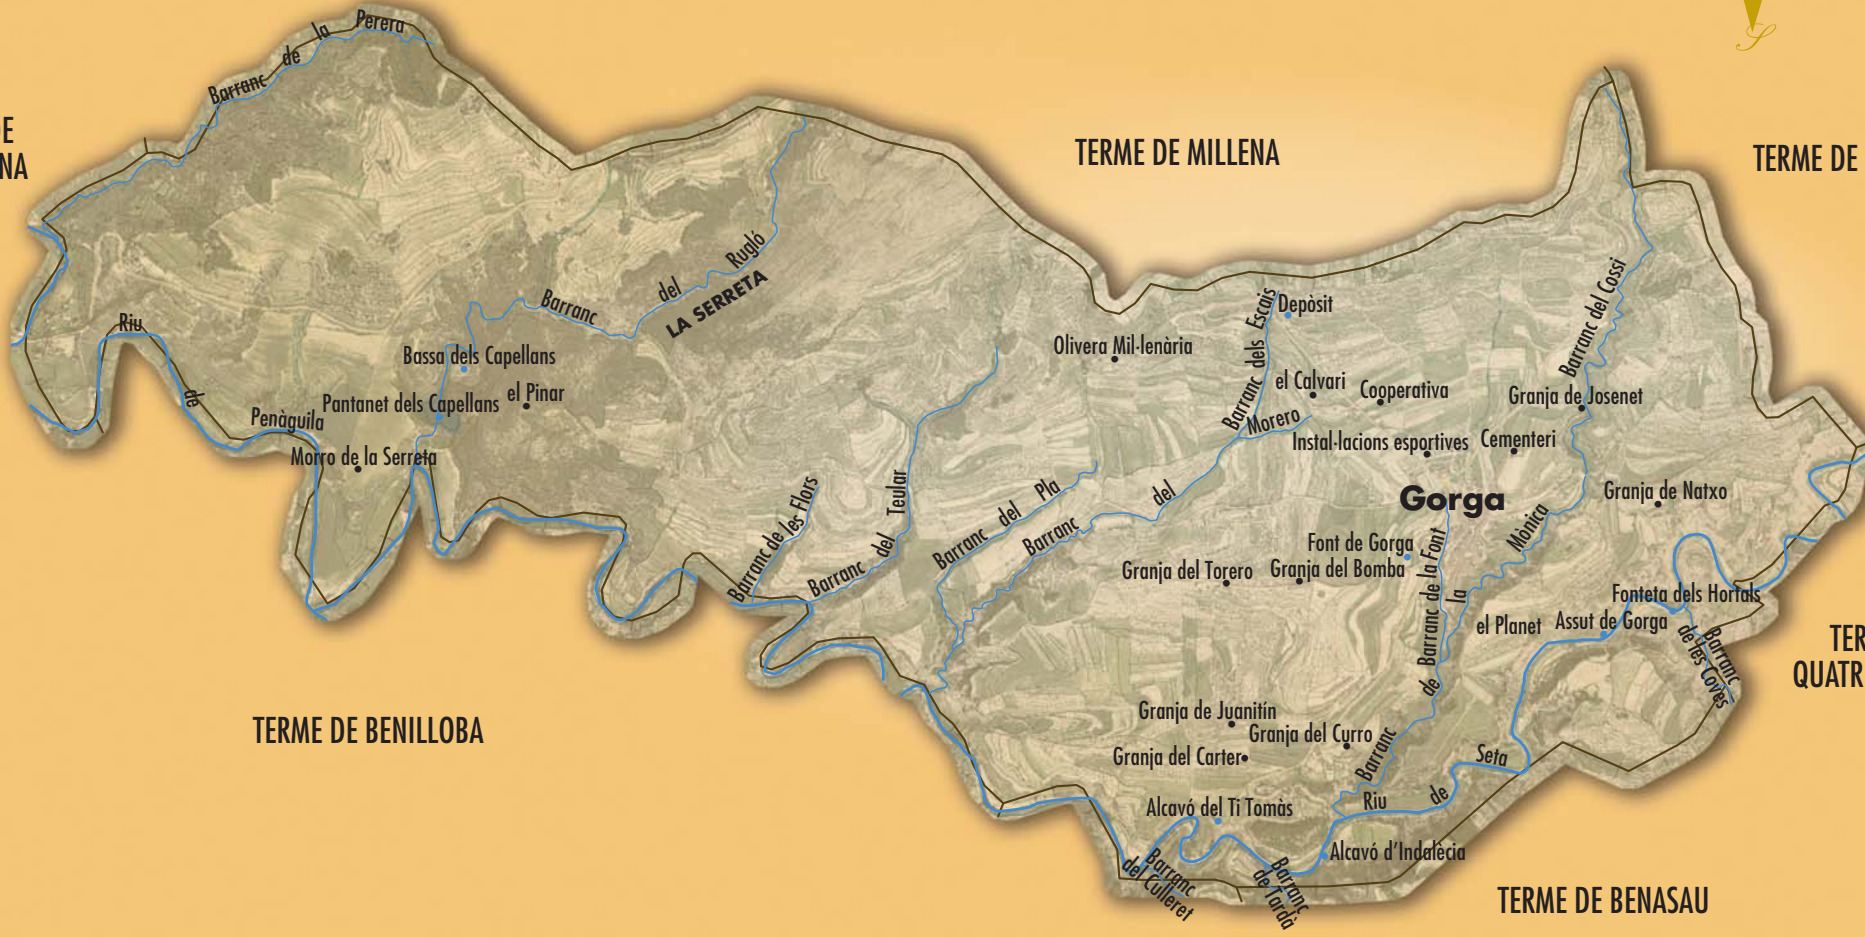 S
Barranc de la Perera
DE
NA
TERME DE MILLENA
TERME DE
Barranc del Rugló
LA SERRETA
Riu de Penàguila
Bassa dels Capellans
Pantanet dels Capellans
el Pinar
Morro de la Serreta
Barranc de les Flors
Barranc del Teular
Barranc del Pla
Barranc del Morero
Barranc dels Escais
Depòsit
Olivera Mil·lenària
el Calvari
Cooperativa
Instal·lacions esportives
Cementeri
Barranc del Cossi
Granja de Josenet
Gorga
Granja de Natxo
Font de Gorga
Granja del Torero
Granja del Bomba
Barranc de la Font
Barranc de la Mònica
el Planet
Assut de Gorga
Fonteta dels Hortals
Barranc
de les Coves
TER
QUATR
TERME DE BENILLOBA
Granja de Juanitín
Granja del Curro
Granja del Carter
Riu de Seta
Alcavó del Ti Tomàs
Alcavó d'Indalècia
Barranc
del Culleret
Barranc
de Tardà
TERME DE BENASAU